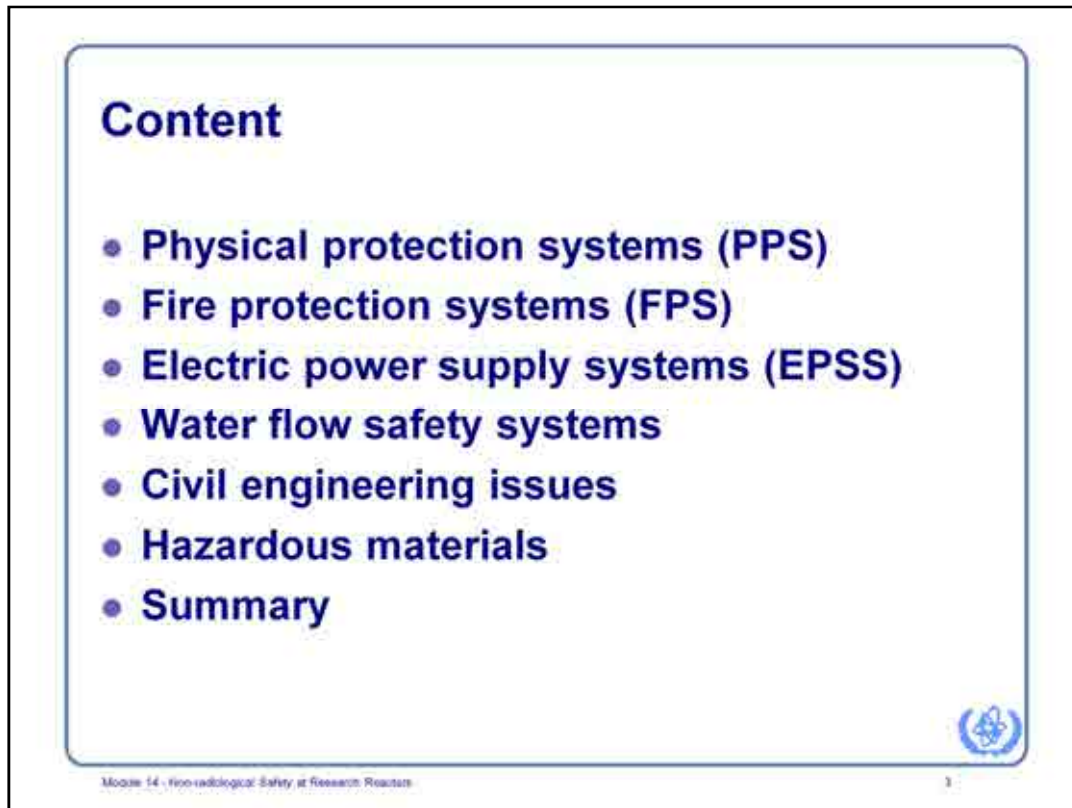 Content
Physical protection systems (PPS)
Fire protection systems (FPS)
Electric power supply systems (EPSS)
Water flow safety systems
Civil engineering issues
Hazardous materials
Summary
Module 14 - Non-radiological Safety at Research Reactors
3